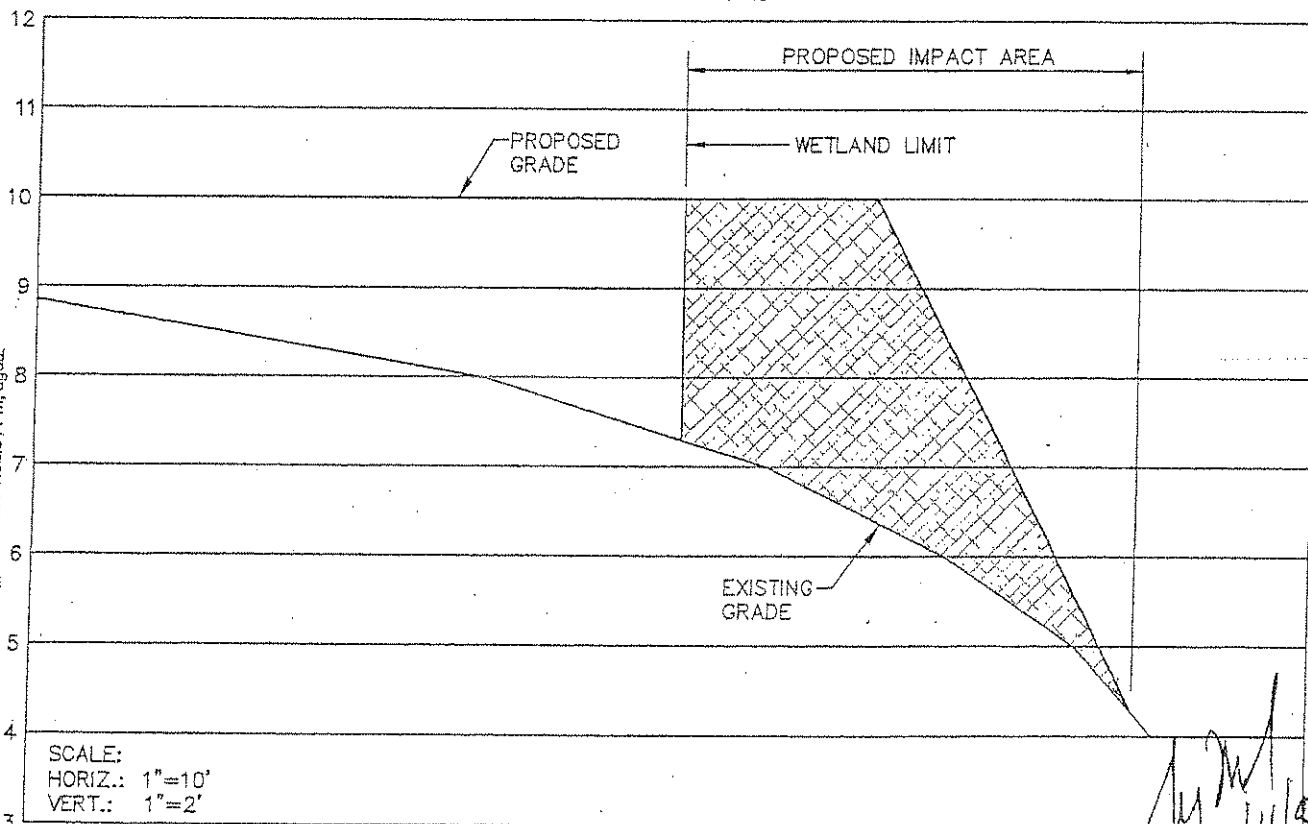 12
PROPOSED IMPACT AREA
11
PROPOSED
GRADE
WETLAND LIMIT
10
9
8
7
6
EXISTING
GRADE
5
4
SCALE:
HORIZ.: 1"=10'
VERT.: 1"=2'
3